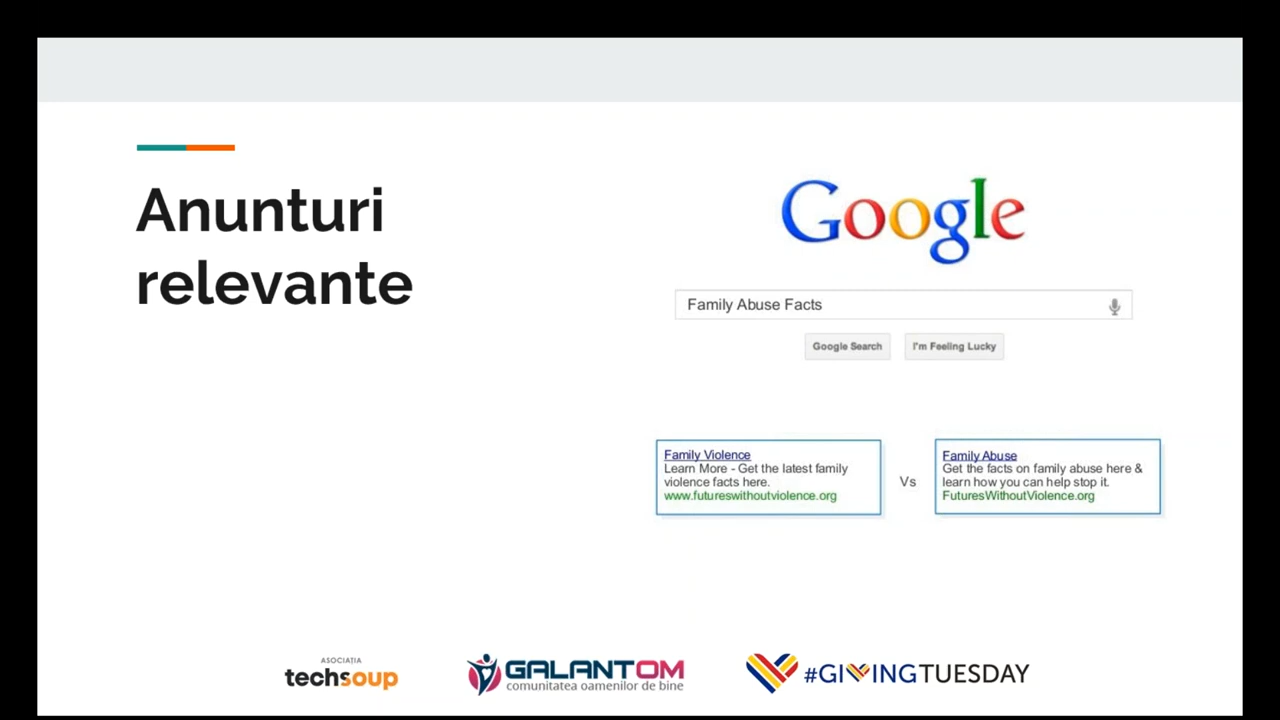 Anunturi
relevante
Google
Family Abuse Facts
Google Search
I'm Feeling Lucky
Family Violence
Learn More - Get the latest family
violence facts here.
www.futureswithoutviolence.org
Vs
Family Abuse
Get the facts on family abuse here &
learn how you can help stop it.
FuturesWithoutViolence.org
ASOCIAȚIA
techsoup
GALANTOM
comunitatea oamenilor de bine
#GIVINGTUESDAY